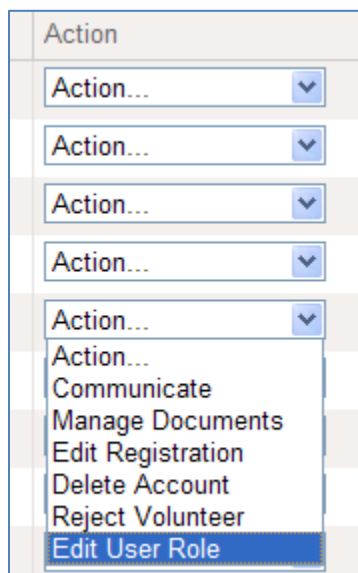 Action
Action...
Action...
Action...
Action...
Action...
Action...
Communicate
Manage Documents
Edit Registration
Delete Account
Reject Volunteer
Edit User Role